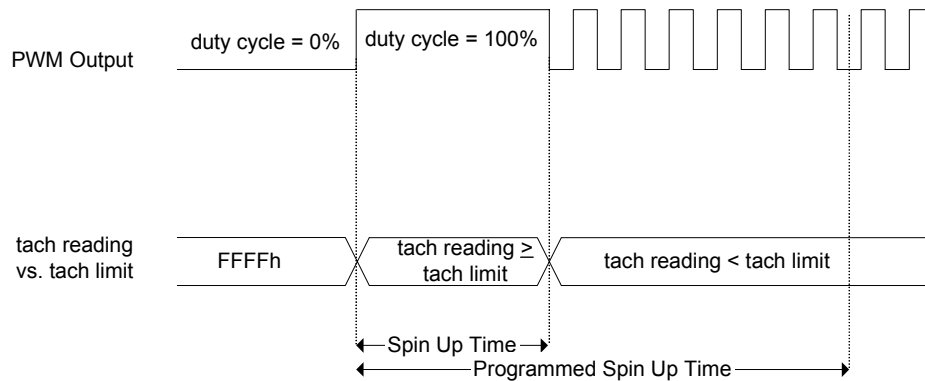 duty cycle = 0%
duty cycle = 100%
PWM Output
tach reading
vs. tach limit
FFFFh
tach reading ≥
tach limit
tach reading < tach limit
Spin Up Time
Programmed Spin Up Time